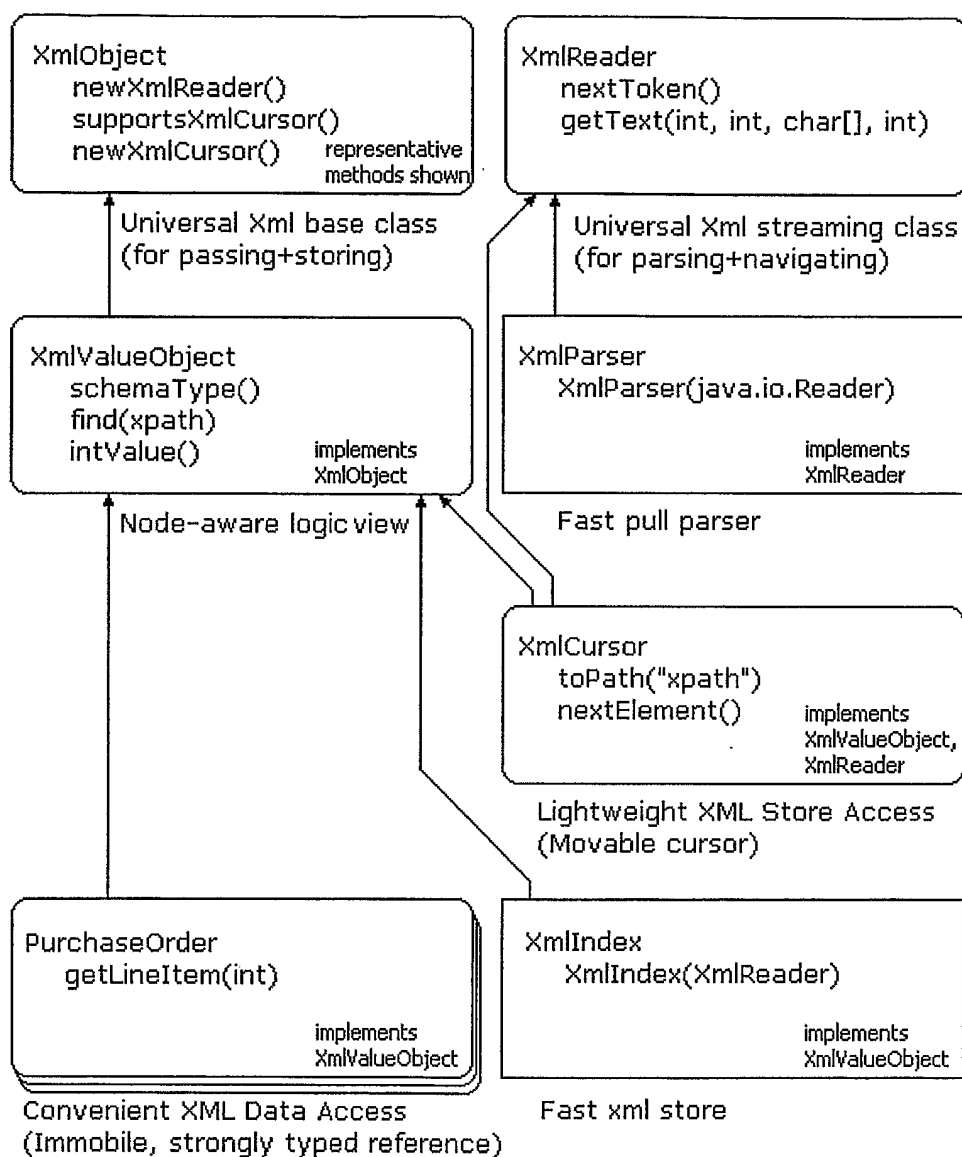 XmlObject
newXmlReader()
supportsXmlCursor()
newXmlCursor()
representative
methods shown
Universal Xml base class
(for passing+storing)
XmlReader
nextToken()
getText(int, int, char[], int)
Universal Xml streaming class
(for parsing+navigating)
XmlValueObject
schemaType()
find(xpath)
intValue()
implements
XmlObject
Node-aware logic view
XmlParser
XmlParser(java.io.Reader)
implements
XmlReader
Fast pull parser
XmlCursor
toPath("xpath")
nextElement()
implements
XmlValueObject,
XmlReader
Lightweight XML Store Access
(Movable cursor)
PurchaseOrder
getLineItem(int)
implements
XmlValueObject
Convenient XML Data Access
(Immobile, strongly typed reference)
XmlIndex
XmlIndex(XmlReader)
implements
XmlValueObject
Fast xml store